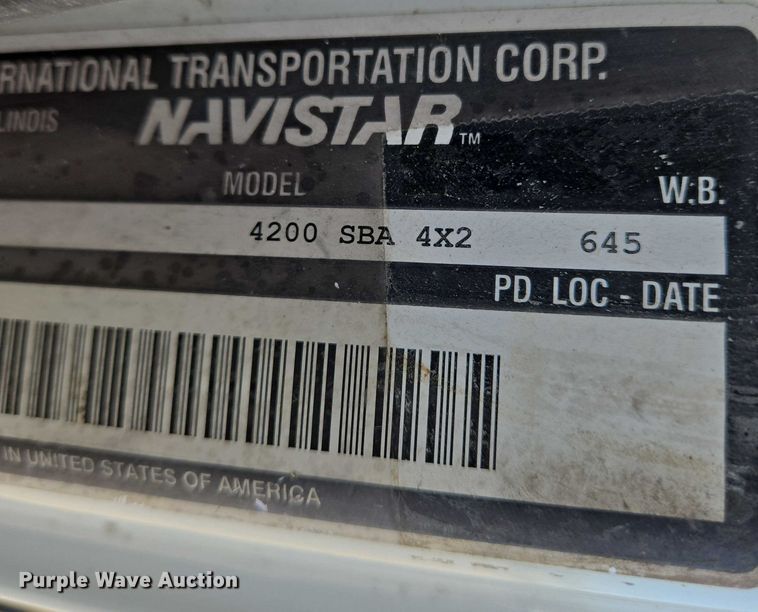 RNATIONAL TRANSPORTATION CORP.
LINOIS NAVISTAR™
MODEL W.B.
4200 SBA 4X2 645
PD LOC - DATE
IN UNITED STATES OF AMERICA
Purple Wave Auction